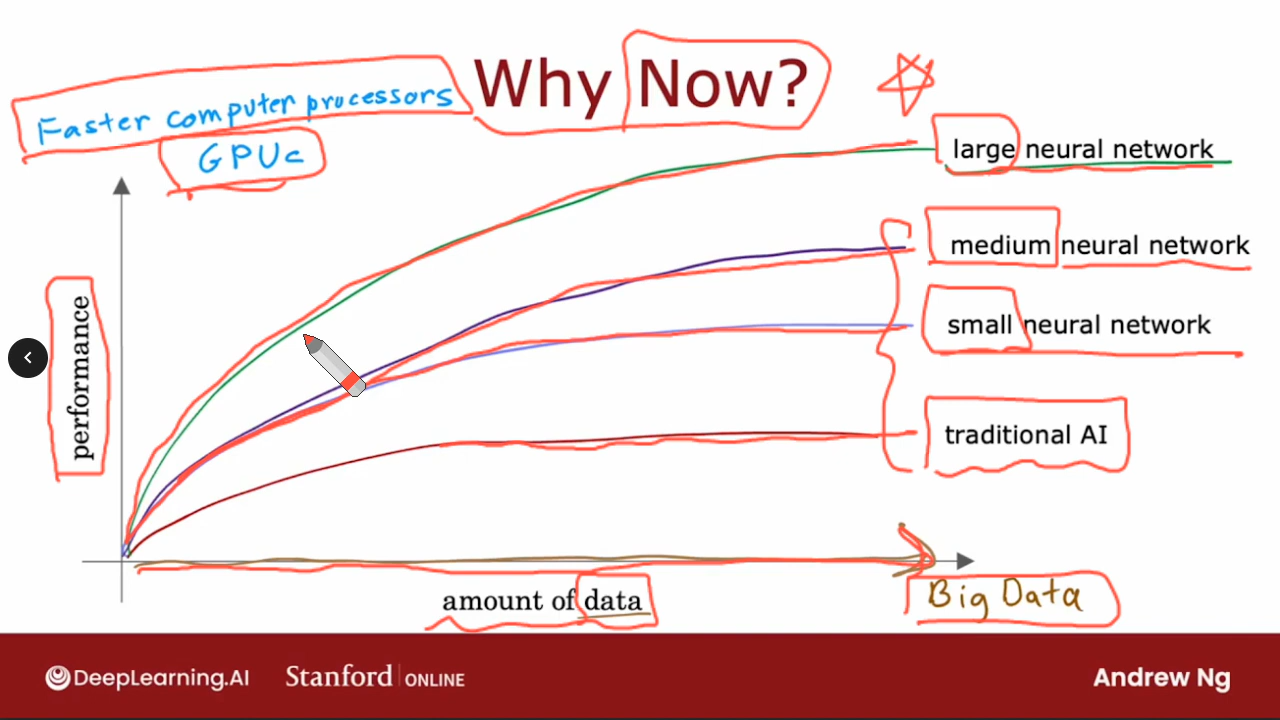 Why Now?
Faster computer processors
GPUs
large neural network
medium neural network
small neural network
traditional AI
performance
amount of data
Big Data
DeepLearning.AI
Stanford | ONLINE
Andrew Ng